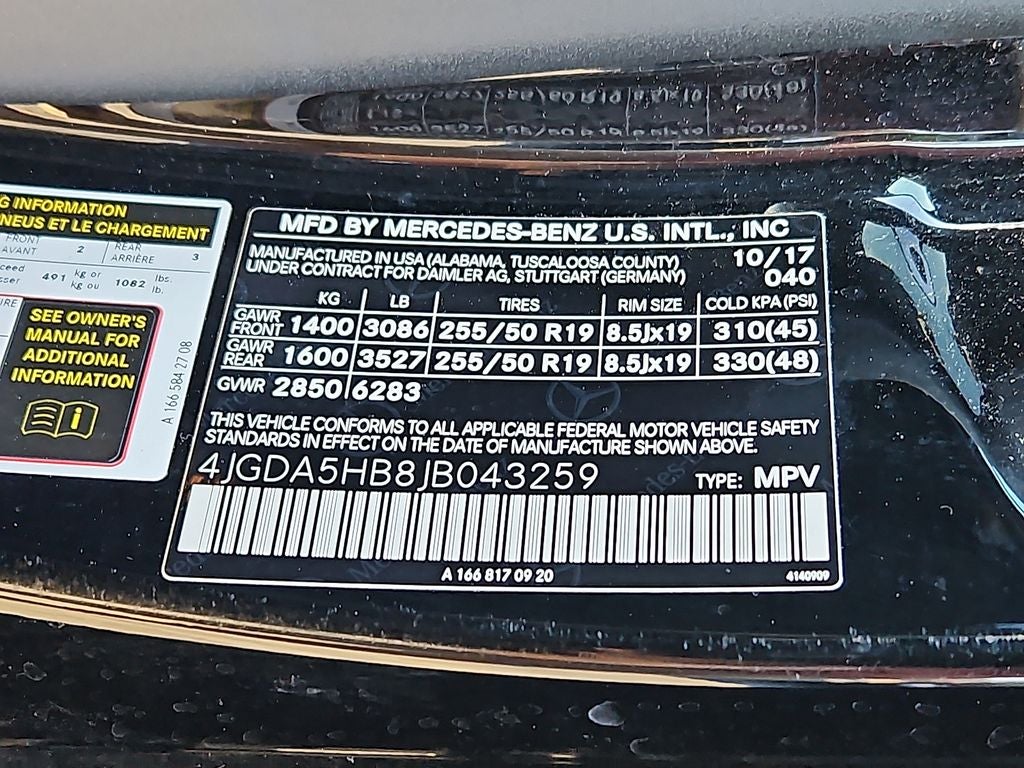 G INFORMATION
NEUS ET LE CHARGEMENT
FRONT
AVANT 2 REAR
ARRIÈRE 3
491 kg or
kg ou 1082 lbs.
lb.
SEE OWNER'S
MANUAL FOR
ADDITIONAL
INFORMATION
A 166 584 27 08
MFD BY MERCEDES-BENZ U.S. INTL., INC
MANUFACTURED IN USA (ALABAMA, TUSCALOOSA COUNTY) 10/17
UNDER CONTRACT FOR DAIMLER AG, STUTTGART (GERMANY) 040
KG LB TIRES RIM SIZE COLD KPA (PSI)
GAWR
FRONT 1400 3086 255/50 R19 8.5Jx19 310(45)
GAWR
REAR 1600 3527 255/50 R19 8.5Jx19 330(48)
GVWR 2850 6283
THIS VEHICLE CONFORMS TO ALL APPLICABLE FEDERAL MOTOR VEHICLE SAFETY
STANDARDS IN EFFECT ON THE DATE OF MANUFACTURE SHOWN ABOVE.
4JGDA5HB8JB043259 TYPE: MPV
A 166 817 09 20 4140909